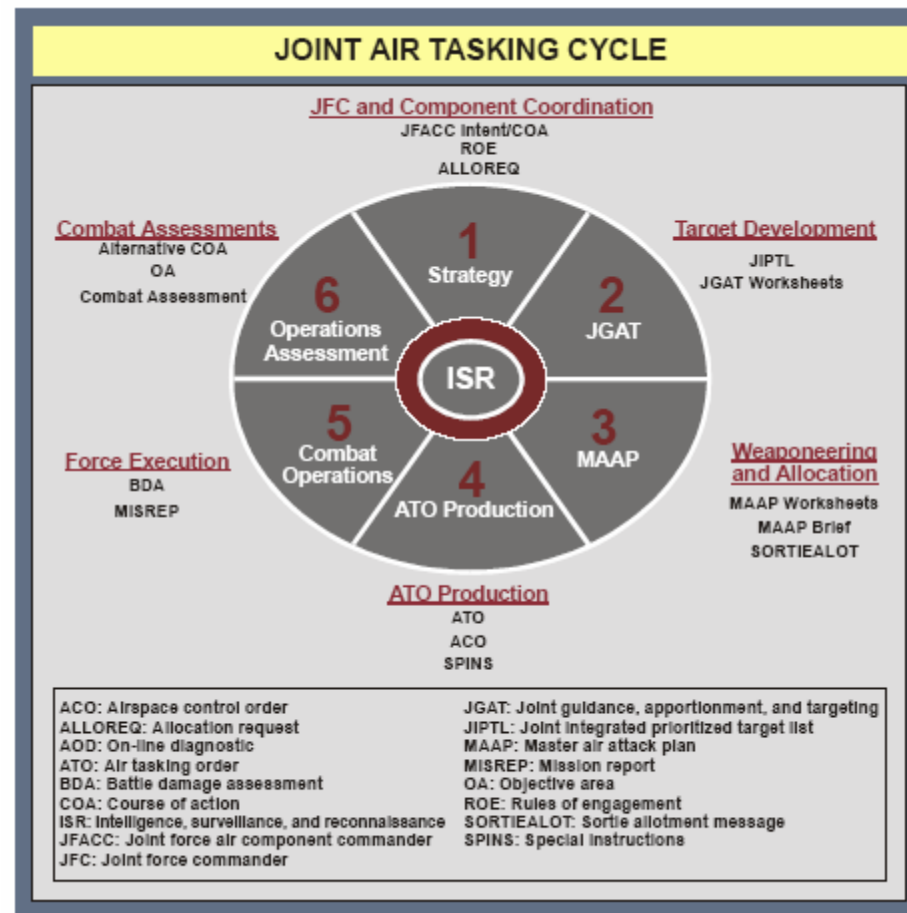 JOINT AIR TASKING CYCLE
JFC and Component Coordination
JFACC Intent/COA
ROE
ALLOREQ
Combat Assessments
Alternative COA
OA
Combat Assessment
Target Development
JIPTL
JGAT Worksheets
1
Strategy
2
JGAT
6
Operations
Assessment
ISR
3
MAAP
5
Combat
Operations
4
ATO Production
Force Execution
BDA
MISREP
Weaponeering
and Allocation
MAAP Worksheets
MAAP Brief
SORTIEALOT
ATO Production
ATO
ACO
SPINS
ACO: Airspace control order
ALLOREQ: Allocation request
AOD: On-line diagnostic
ATO: Air tasking order
BDA: Battle damage assessment
COA: Course of action
ISR: Intelligence, surveillance, and reconnaissance
JFACC: Joint force air component commander
JFC: Joint force commander
JGAT: Joint guidance, apportionment, and targeting
JIPTL: Joint integrated prioritized target list
MAAP: Master air attack plan
MISREP: Mission report
OA: Objective area
ROE: Rules of engagement
SORTIEALOT: Sortie allotment message
SPINS: Special instructions